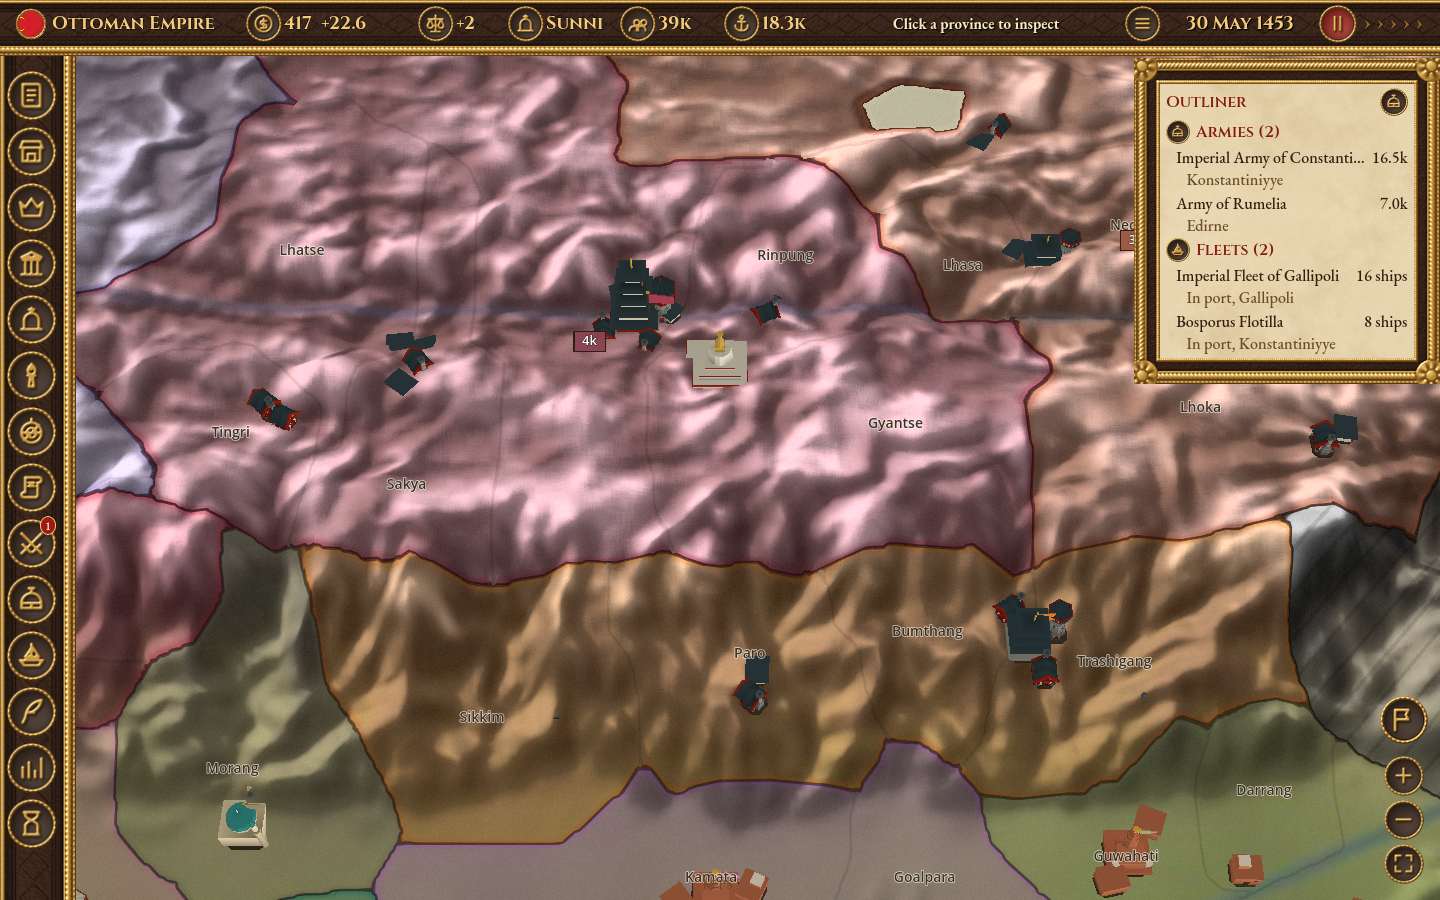 OTTOMAN EMPIRE
417 +22.6
+2
SUNNI
39K
18.3K
Click a province to inspect
30 MAY 1453
OUTLINER
ARMIES (2)
Imperial Army of Constanti... 16.5k
Konstantiniyye
Army of Rumelia 7.0k
Edirne
FLEETS (2)
Imperial Fleet of Gallipoli 16 ships
In port, Gallipoli
Bosporus Flotilla 8 ships
In port, Konstantiniyye
1
Lhatse
Rinpung
Lhasa
4k
Tingri
Sakya
Gyantse
Lhoka
Bumthang
Paro
Trashigang
Sikkim
Morang
Darrang
Guwahati
Kamata
Goalpara